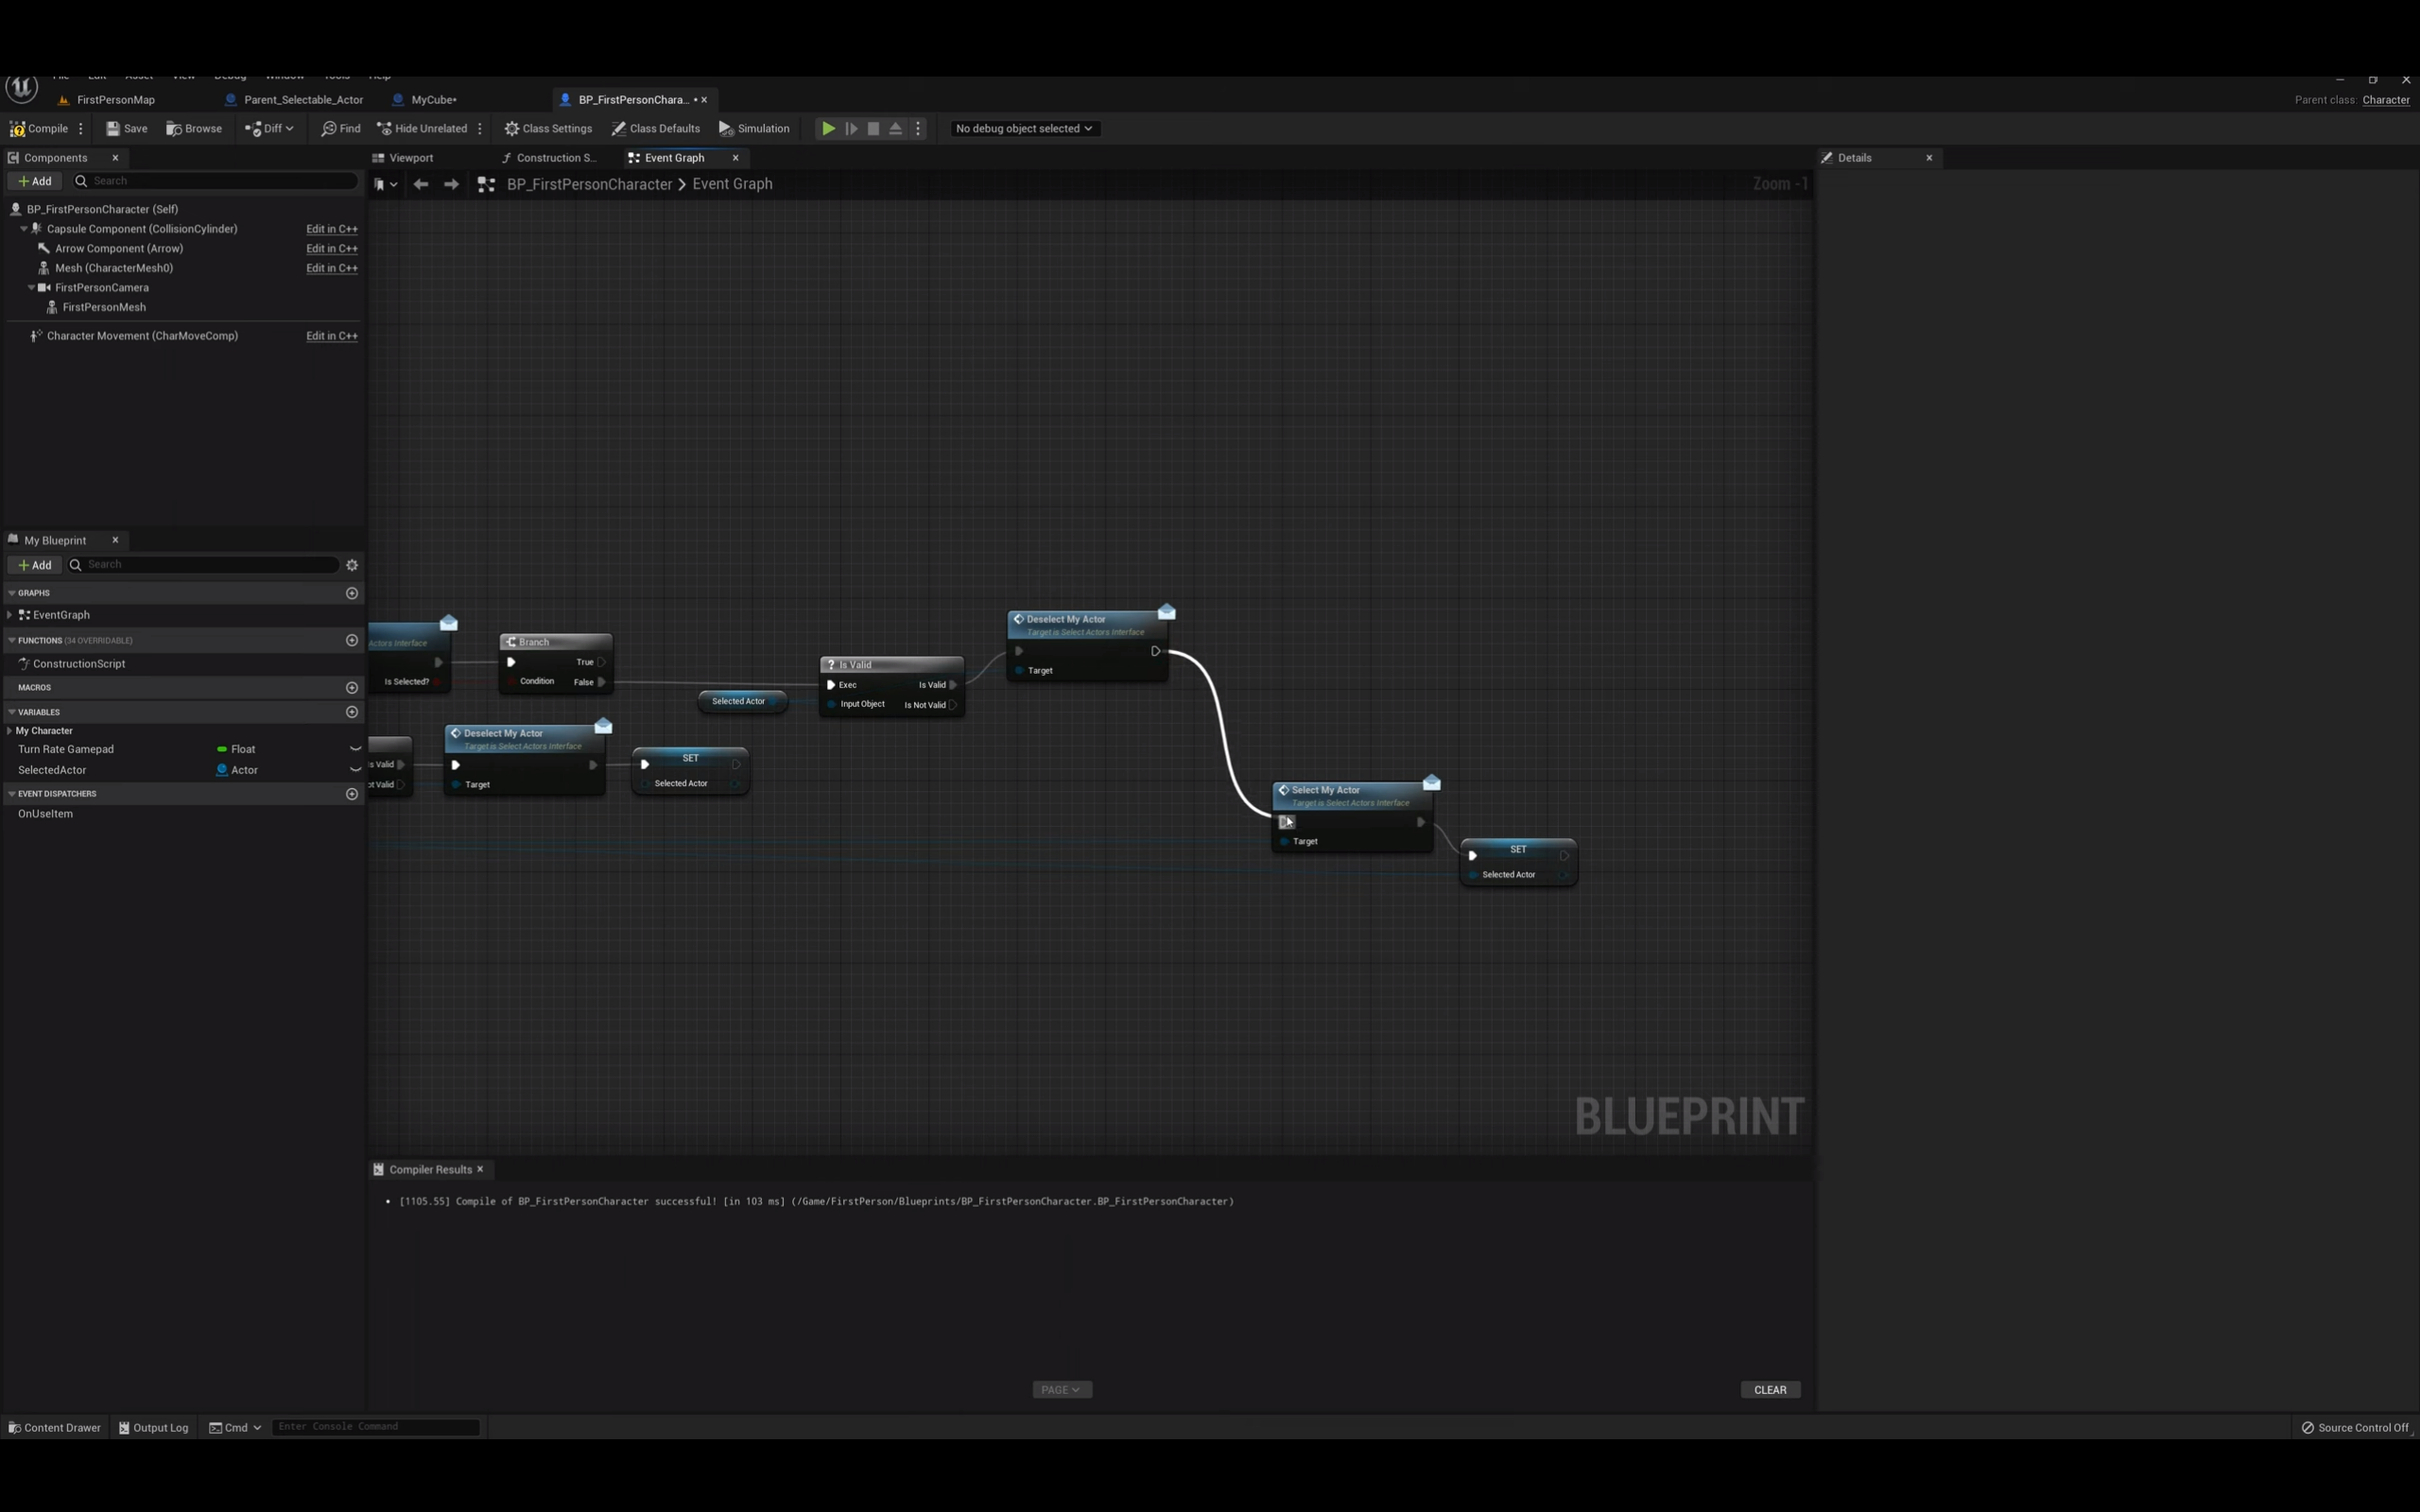 File Edit Asset View Debug Window Tools Help
FirstPersonMap Parent_Selectable_Actor MyCube• BP_FirstPersonChara... •
Parent class: Character
Compile Save Browse Diff Find Hide Unrelated Class Settings Class Defaults Simulation No debug object selected
Components Viewport Construction S... Event Graph Details
Add Search
BP_FirstPersonCharacter > Event Graph Zoom -1
BP_FirstPersonCharacter (Self)
Capsule Component (CollisionCylinder) Edit in C++
Arrow Component (Arrow) Edit in C++
Mesh (CharacterMesh0) Edit in C++
FirstPersonCamera
FirstPersonMesh
Character Movement (CharMoveComp) Edit in C++
My Blueprint
Add Search
GRAPHS
EventGraph
FUNCTIONS (34 OVERRIDABLE)
ConstructionScript
MACROS
VARIABLES
My Character
Turn Rate Gamepad Float
SelectedActor Actor
EVENT DISPATCHERS
OnUseItem
Actors Interface
Is Selected?
Branch
True
Condition False
Selected Actor
? Is Valid
Exec Is Valid
Input Object Is Not Valid
Deselect My Actor
Target is Select Actors Interface
Target
Is Valid
ot Valid
Deselect My Actor
Target is Select Actors Interface
Target
SET
Selected Actor
Select My Actor
Target is Select Actors Interface
Target
SET
Selected Actor
BLUEPRINT
Compiler Results
• [1105.55] Compile of BP_FirstPersonCharacter successful! [in 103 ms] (/Game/FirstPerson/Blueprints/BP_FirstPersonCharacter.BP_FirstPersonCharacter)
PAGE CLEAR
Content Drawer Output Log Cmd Enter Console Command Source Control Off